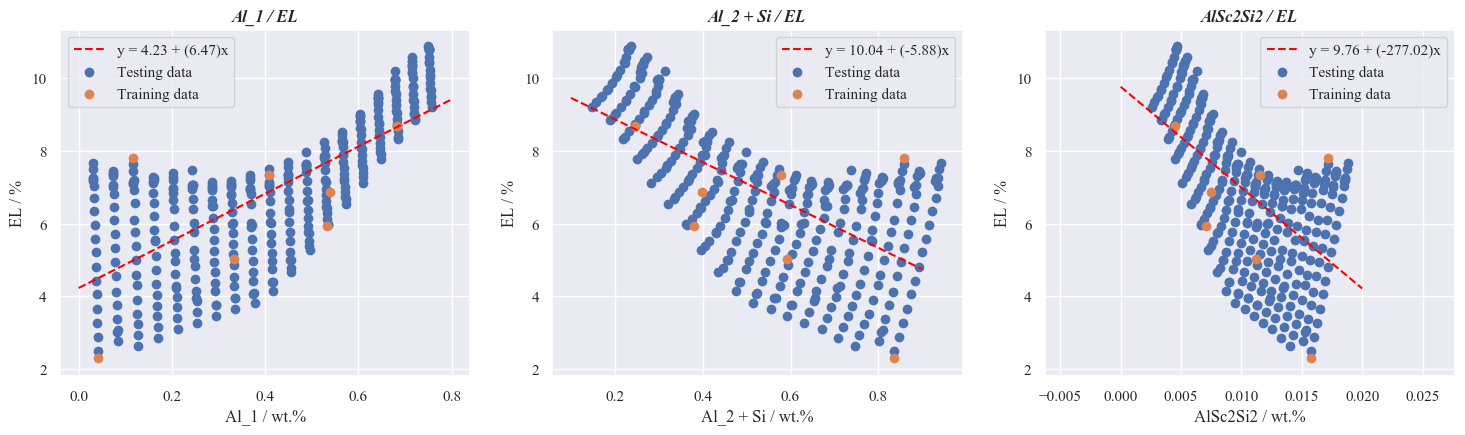 Al_1 / EL
y = 4.23 + (6.47)x
Testing data
Training data
EL / %
10
8
6
4
2
0.0 0.2 0.4 0.6 0.8
Al_1 / wt.%
Al_2 + Si / EL
y = 10.04 + (-5.88)x
Testing data
Training data
EL / %
10
8
6
4
2
0.2 0.4 0.6 0.8
Al_2 + Si / wt.%
AlSc2Si2 / EL
y = 9.76 + (-277.02)x
Testing data
Training data
EL / %
10
8
6
4
2
−0.005 0.000 0.005 0.010 0.015 0.020 0.025
AlSc2Si2 / wt.%